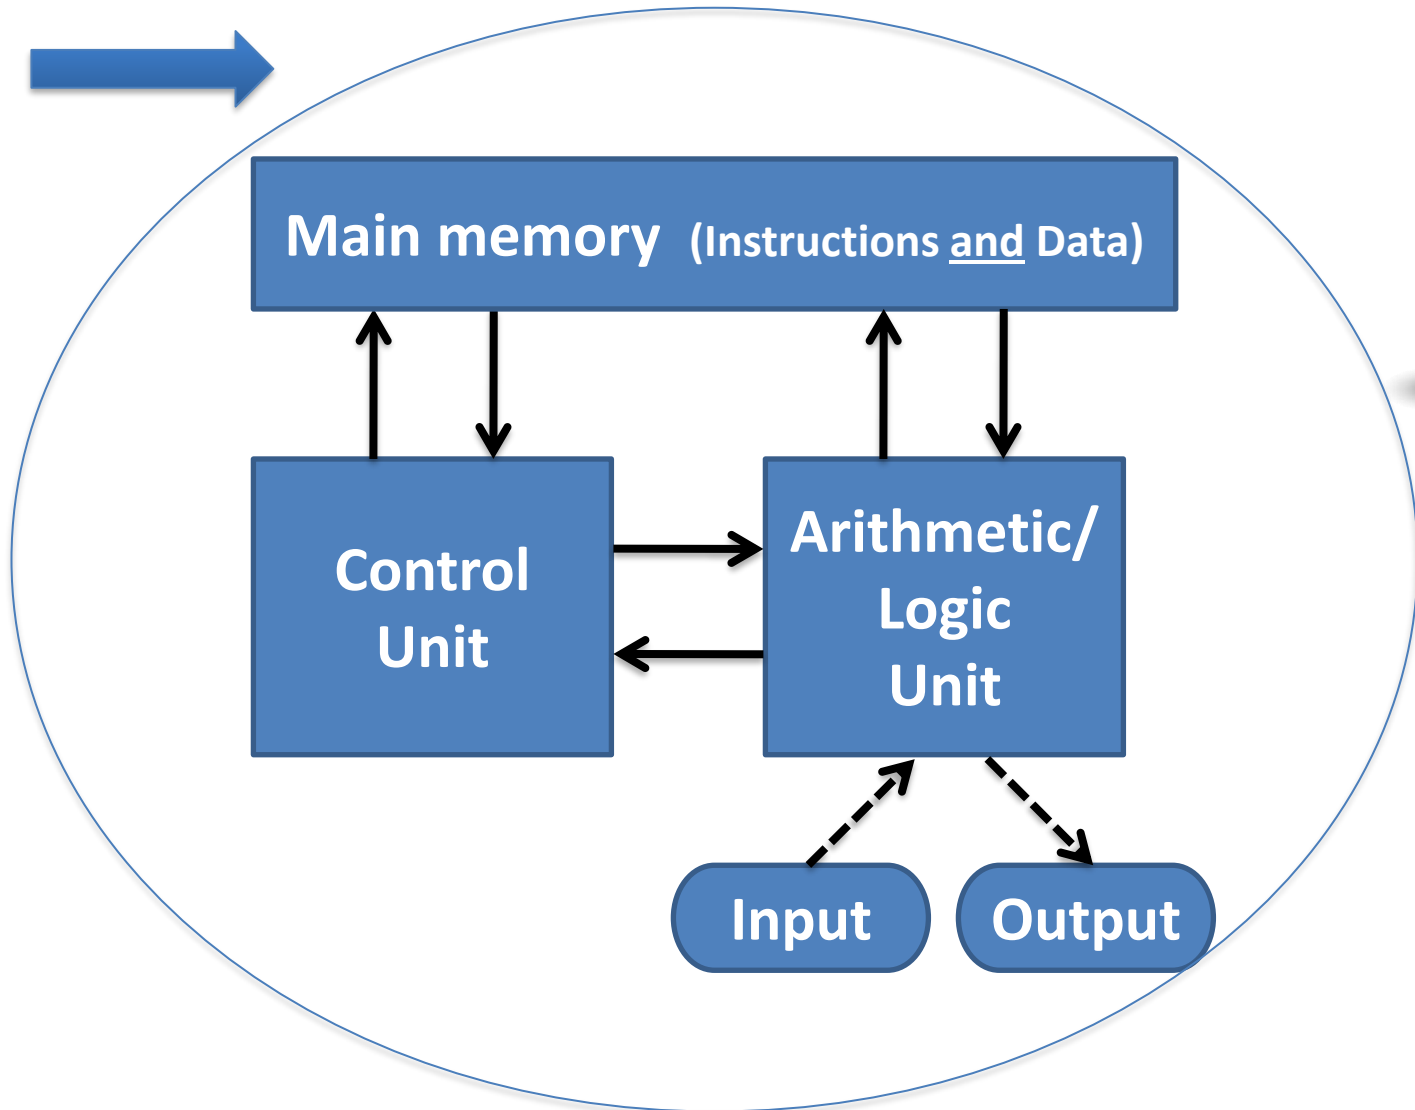 Main memory (Instructions and Data)
Control
Unit
Arithmetic/
Logic
Unit
Input
Output